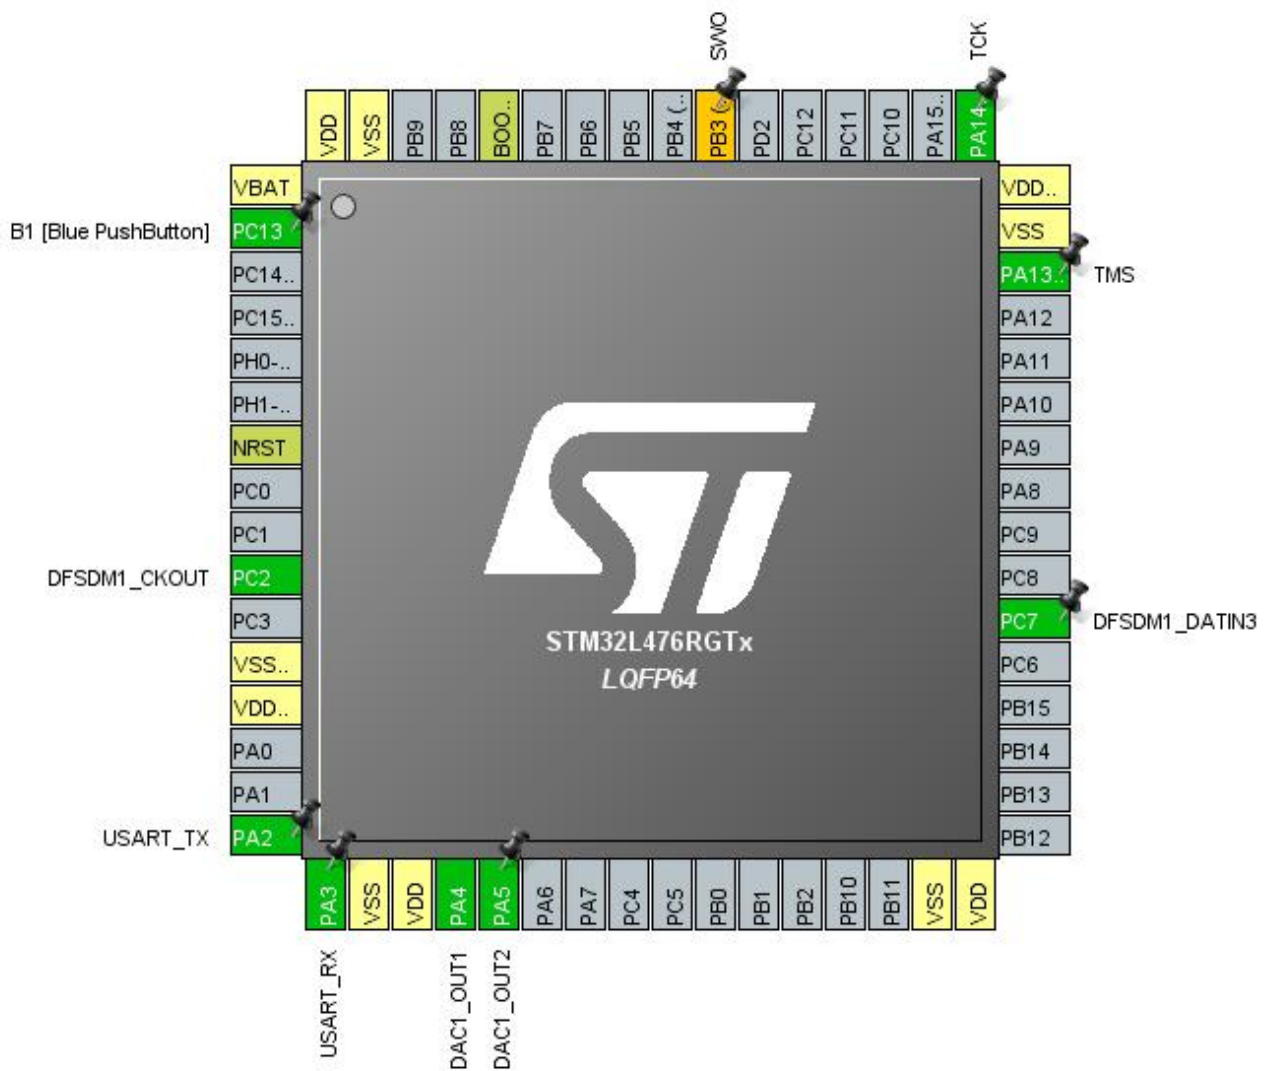 SWO
TCK
VDD
VSS
PB9
PB8
BOO..
PB7
PB6
PB5
PB4 (..
PB3 (..
PD2
PC12
PC11
PC10
PA15..
PA14..
B1 [Blue PushButton]
VBAT
PC13
PC14..
PC15..
PH0-..
PH1-..
NRST
PC0
PC1
DFSDM1_CKOUT
PC2
PC3
VSS..
VDD..
PA0
PA1
USART_TX
PA2
STM32L476RGTx
LQFP64
VDD..
VSS
PA13..
TMS
PA12
PA11
PA10
PA9
PA8
PC9
PC8
PC7
DFSDM1_DATIN3
PC6
PB15
PB14
PB13
PB12
PA3
VSS
VDD
PA4
PA5
PA6
PA7
PC4
PC5
PB0
PB1
PB2
PB10
PB11
VSS
VDD
USART_RX
DAC1_OUT1
DAC1_OUT2